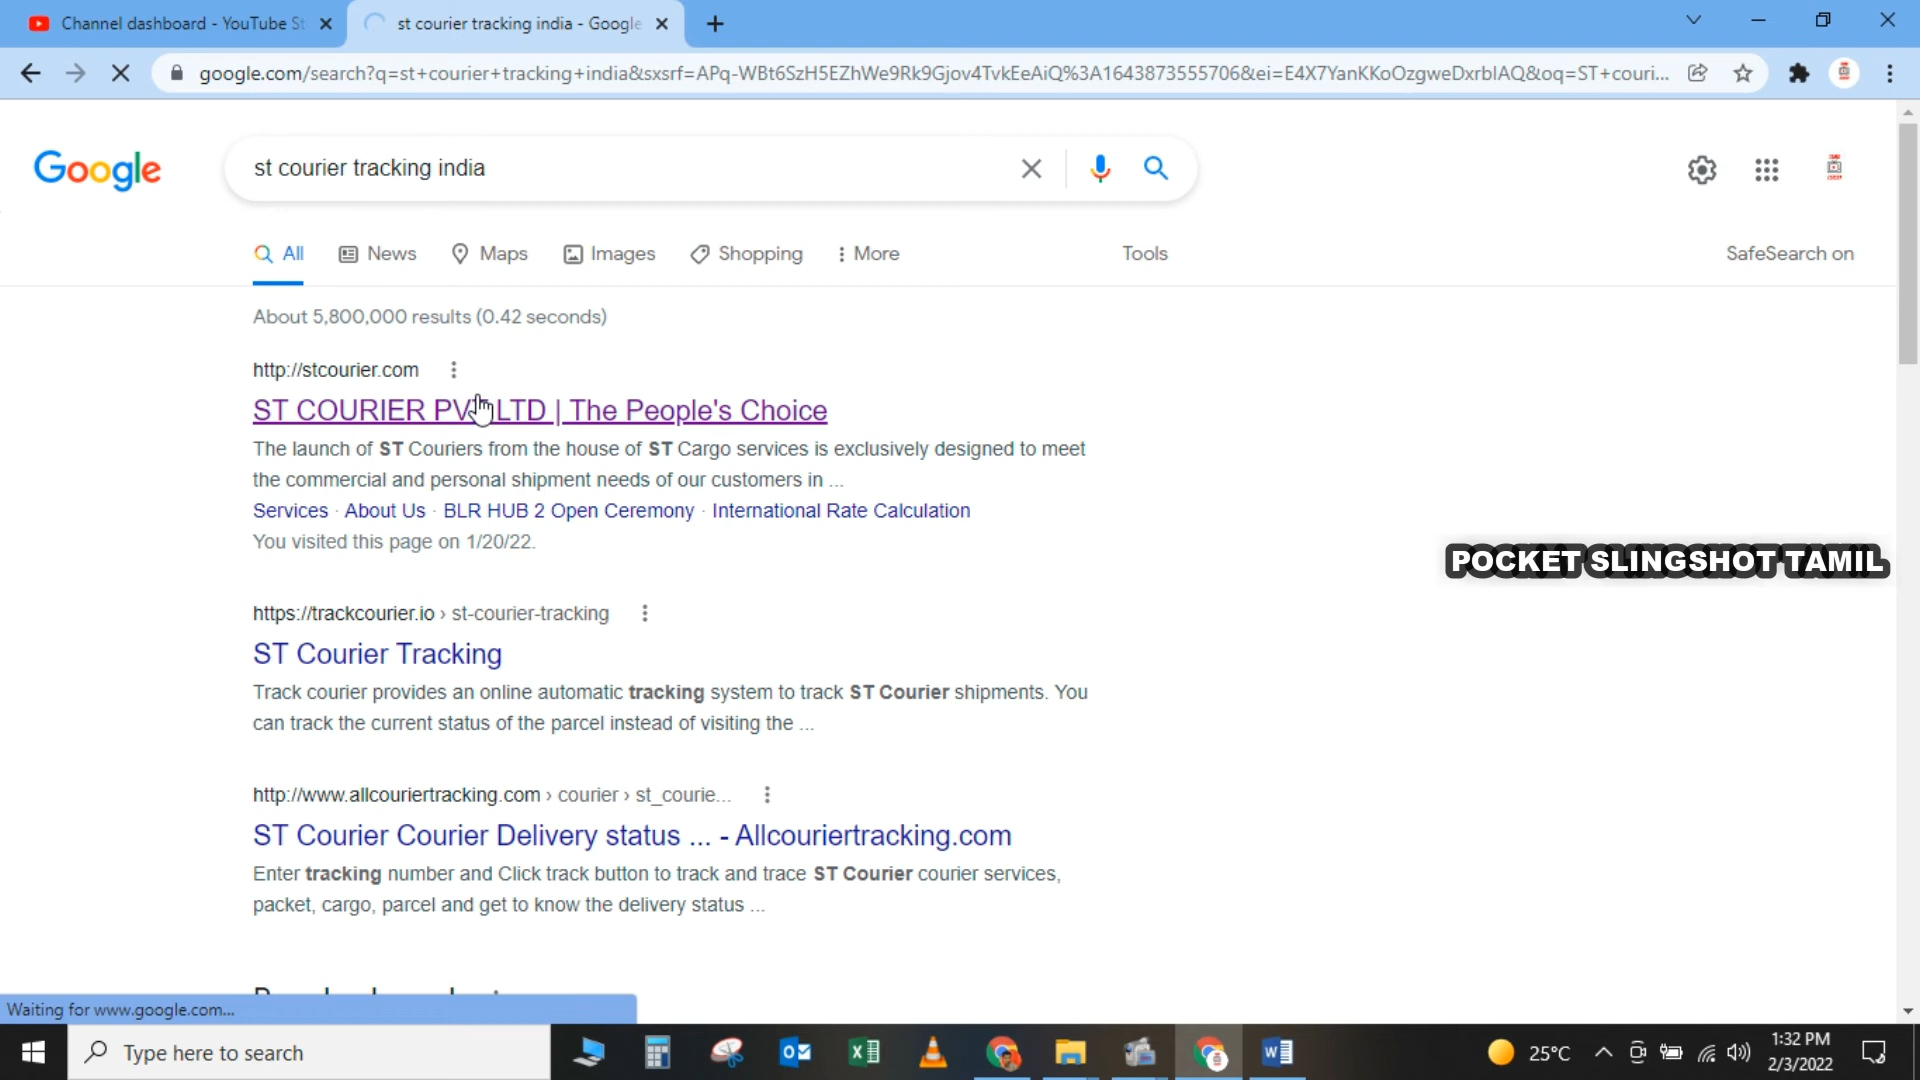 Channel dashboard - YouTube St
st courier tracking india - Google
google.com/search?q=st+courier+tracking+india&sxsrf=APq-WBt6SzH5EZhWe9Rk9Gjov4TvkEeAiQ%3A1643873555706&ei=E4X7YanKKoOzgweDxrbIAQ&oq=ST+couri...
Google
st courier tracking india
All
News
Maps
Images
Shopping
More
Tools
SafeSearch on
About 5,800,000 results (0.42 seconds)
http://stcourier.com
ST COURIER PVT LTD | The People's Choice
The launch of ST Couriers from the house of ST Cargo services is exclusively designed to meet
the commercial and personal shipment needs of our customers in ...
Services · About Us · BLR HUB 2 Open Ceremony · International Rate Calculation
You visited this page on 1/20/22.
POCKET SLINGSHOT TAMIL
https://trackcourier.io › st-courier-tracking
ST Courier Tracking
Track courier provides an online automatic tracking system to track ST Courier shipments. You
can track the current status of the parcel instead of visiting the ...
http://www.allcouriertracking.com › courier › st_courie...
ST Courier Courier Delivery status ... - Allcouriertracking.com
Enter tracking number and Click track button to track and trace ST Courier courier services,
packet, cargo, parcel and get to know the delivery status ...
Waiting for www.google.com...
Type here to search
25°C
1:32 PM
2/3/2022